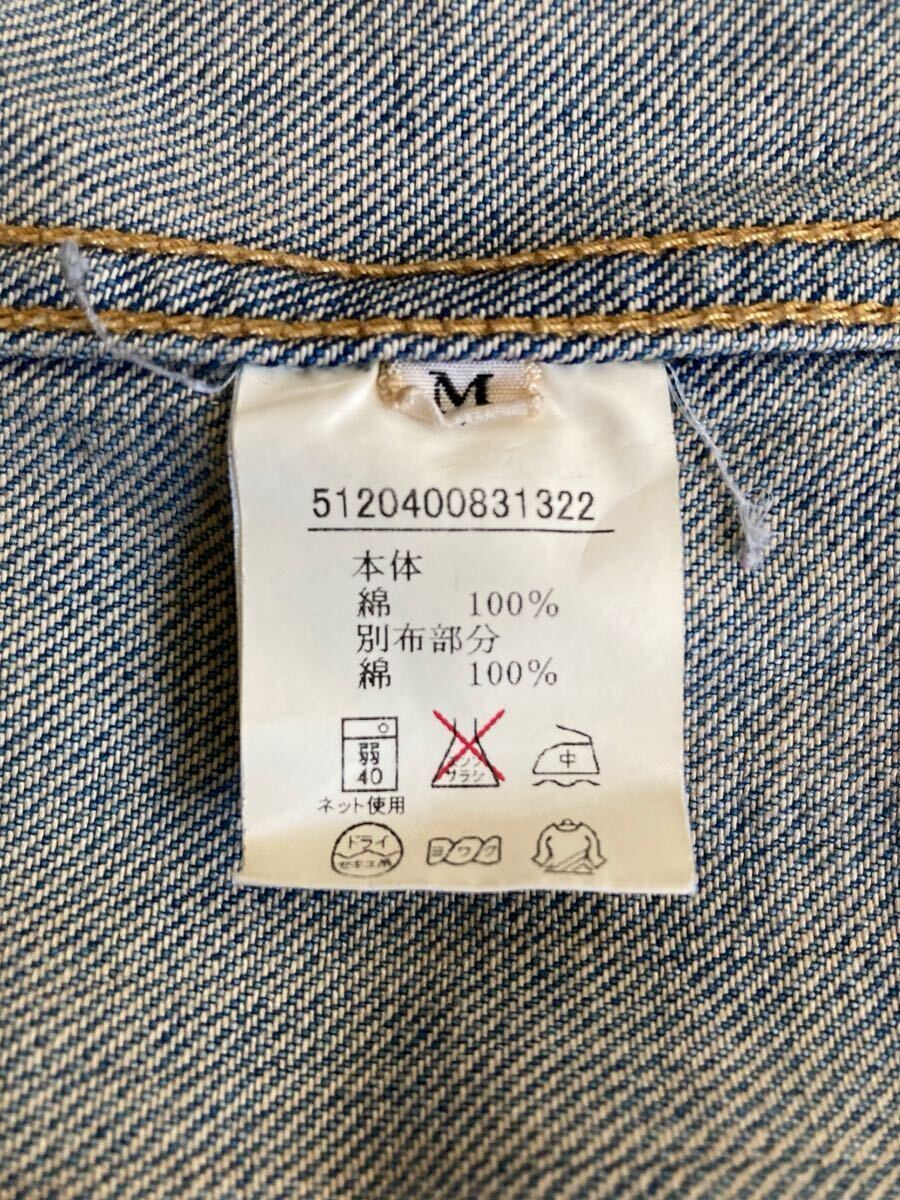 M
5120400831322
本体
綿 100%
別布部分
綿 100%
弱
40
エンソ
サラシ
中
ネット使用
ドライ
セキユ系
ヨワク